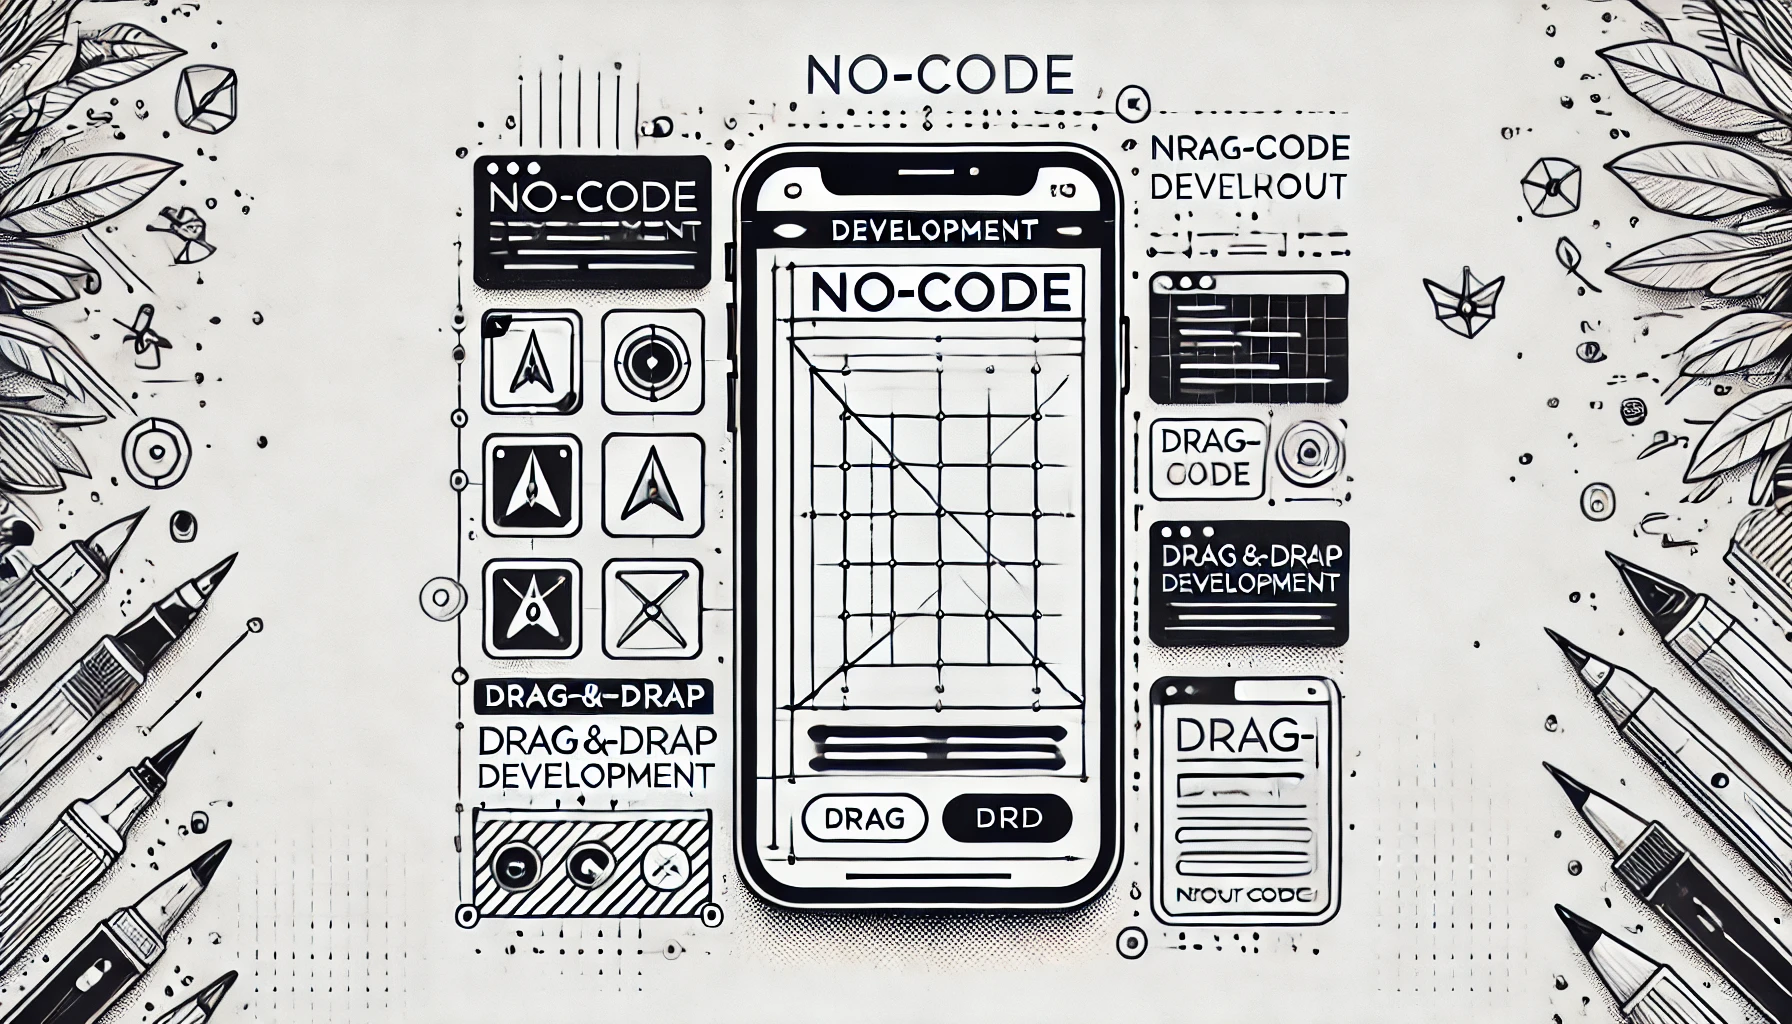 NO-CODE
NO-CODE
DRAG-&-DRAP
DRAG &-DRAP
DEVELOPMENT
DEVELOPMENT
NO-CODE
DRAG
DRD
NRAG-CODE
DEVELROUT
DRAG-
CODE
DRAG &-DRAP
DEVELOPMENT
DRAG-
NFOUT CODE